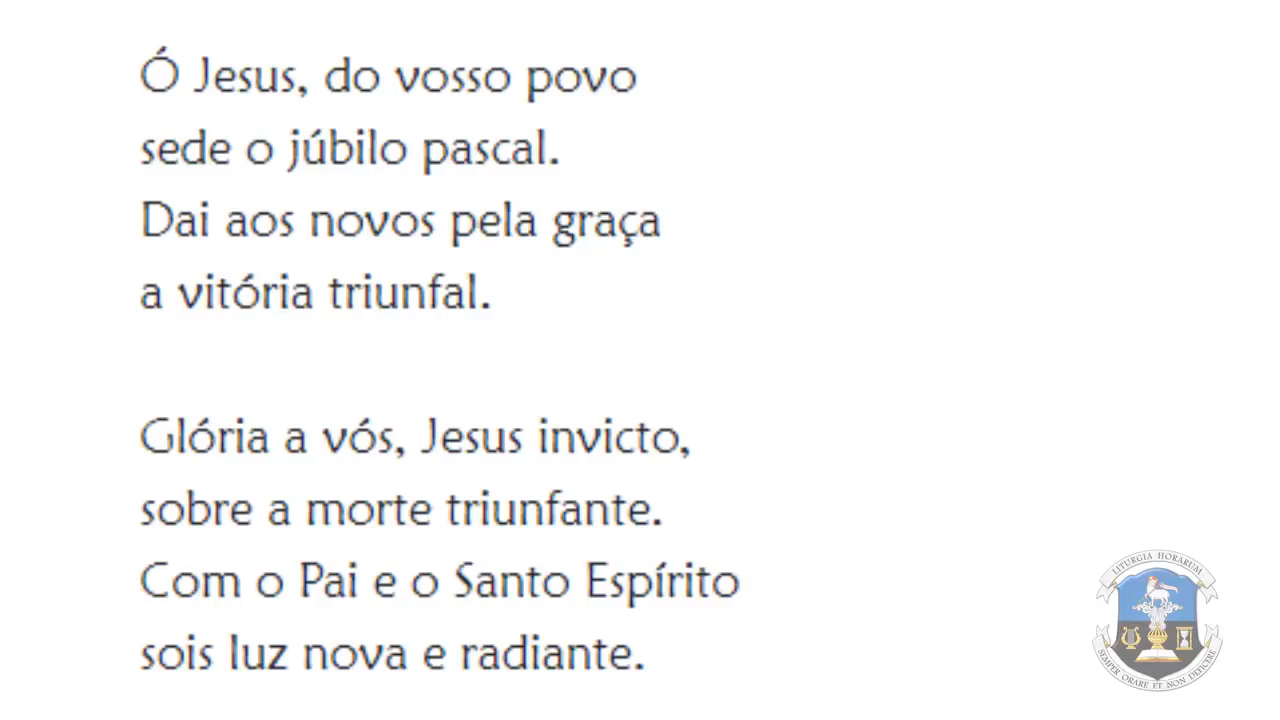 Ó Jesus, do vosso povo
sede o júbilo pascal.
Dai aos novos pela graça
a vitória triunfal.
Glória a vós, Jesus invicto,
sobre a morte triunfante.
Com o Pai e o Santo Espírito
sois luz nova e radiante.
LITURGIA HORARUM
SEMPER ORARE ET NON DEFICERE